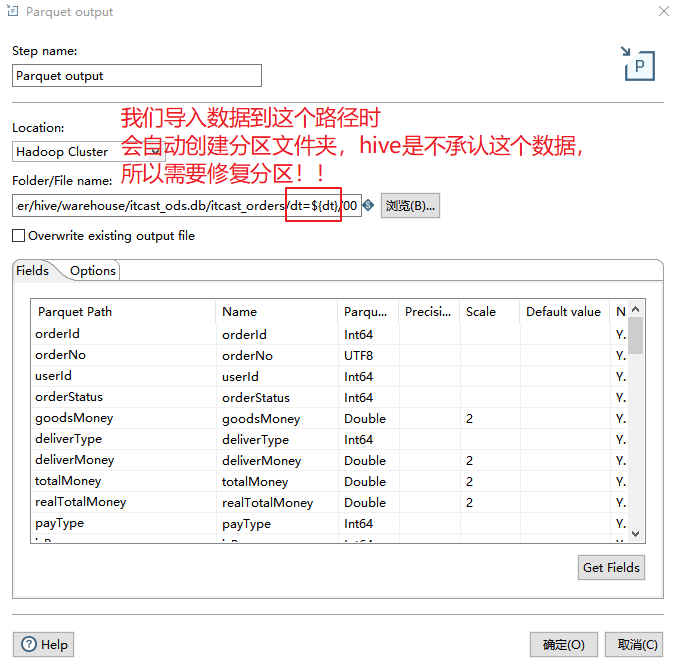 Parquet output
Step name:
Parquet output
P
我们导入数据到这个路径时
会自动创建分区文件夹，hive是不承认这个数据，
所以需要修复分区！！
Location:
Hadoop Cluster
Folder/File name:
er/hive/warehouse/itcast_ods.db/itcast_orders/dt=${dt}/00
S
浏览(B)...
Overwrite existing output file
Fields Options
Parquet Path Name Parqu... Precisi... Scale Default value N
orderId orderId Int64 Y.
orderNo orderNo UTF8 Y.
userId userId Int64 Y.
orderStatus orderStatus Int64 Y.
goodsMoney goodsMoney Double 2 Y.
deliverType deliverType Int64 Y.
deliverMoney deliverMoney Double 2 Y.
totalMoney totalMoney Double 2 Y.
realTotalMoney realTotalMoney Double 2 Y.
payType payType Int64 Y.
Get Fields
? Help
确定(O) 取消(C)